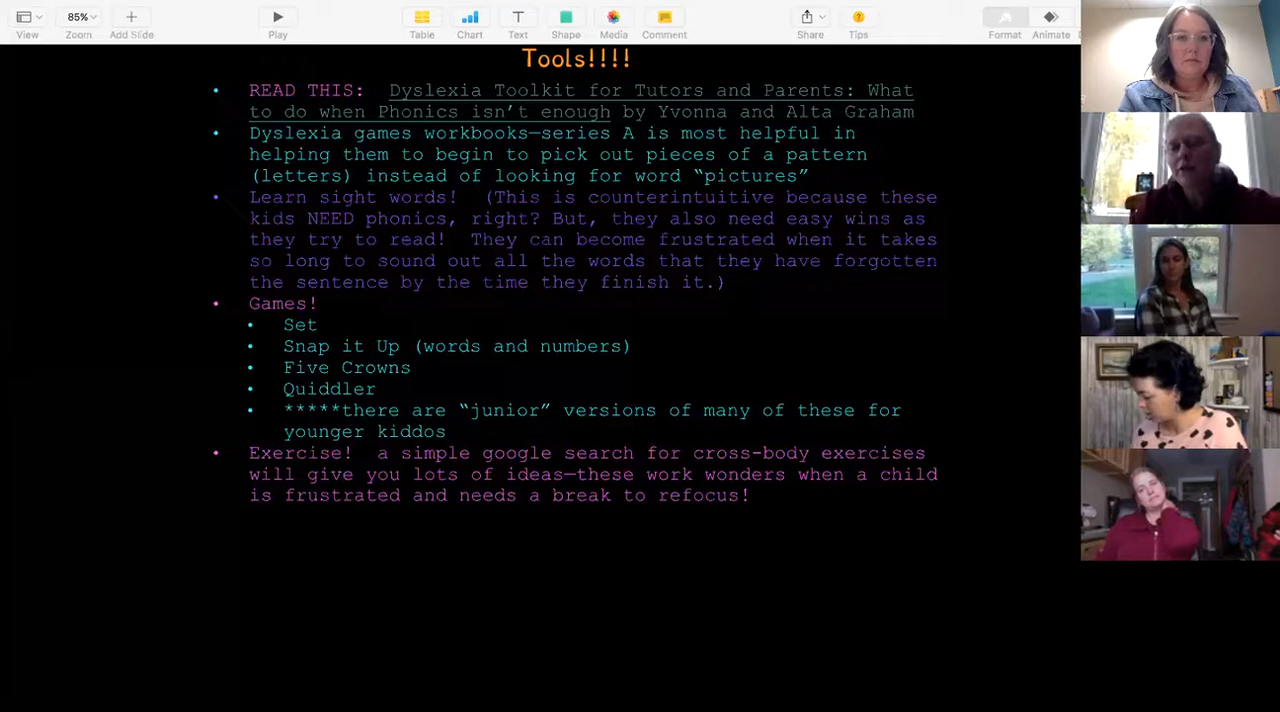 View
85%
Zoom
Add Slide
Play
Table
Chart
Text
Shape
Media
Comment
Share
Tips
Format
Animate
Tools!!!!
• READ THIS: Dyslexia Toolkit for Tutors and Parents: What
to do when Phonics isn’t enough by Yvonna and Alta Graham
• Dyslexia games workbooks—series A is most helpful in
helping them to begin to pick out pieces of a pattern
(letters) instead of looking for word “pictures”
• Learn sight words! (This is counterintuitive because these
kids NEED phonics, right? But, they also need easy wins as
they try to read! They can become frustrated when it takes
so long to sound out all the words that they have forgotten
the sentence by the time they finish it.)
• Games!
• Set
• Snap it Up (words and numbers)
• Five Crowns
• Quiddler
• *****there are “junior” versions of many of these for
younger kiddos
• Exercise! a simple google search for cross-body exercises
will give you lots of ideas—these work wonders when a child
is frustrated and needs a break to refocus!